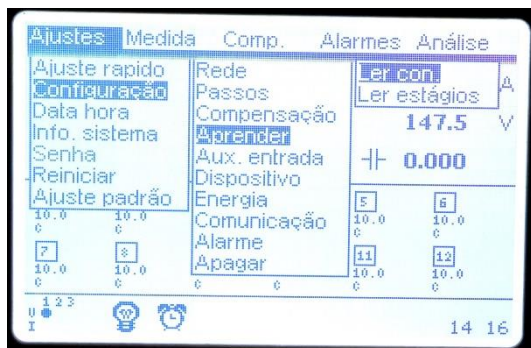 Ajustes Medida Comp. Alarmes Análise
Ajuste rapido
Configuração
Data hora
Info. sistema
Senha
Reiniciar
Ajuste padrão
Rede
Passos
Compensação
Aprender
Aux. entrada
Dispositivo
Energia
Comunicação
Alarme
Apagar
Ler con.
Ler estágios
A
147.5 V
0.000
5 6
10.0 10.0 10.0 10.0
c c c c
7 8 11 12
10.0 10.0 10.0 10.0
c c c c c c
1 2 3
U
I
14 16